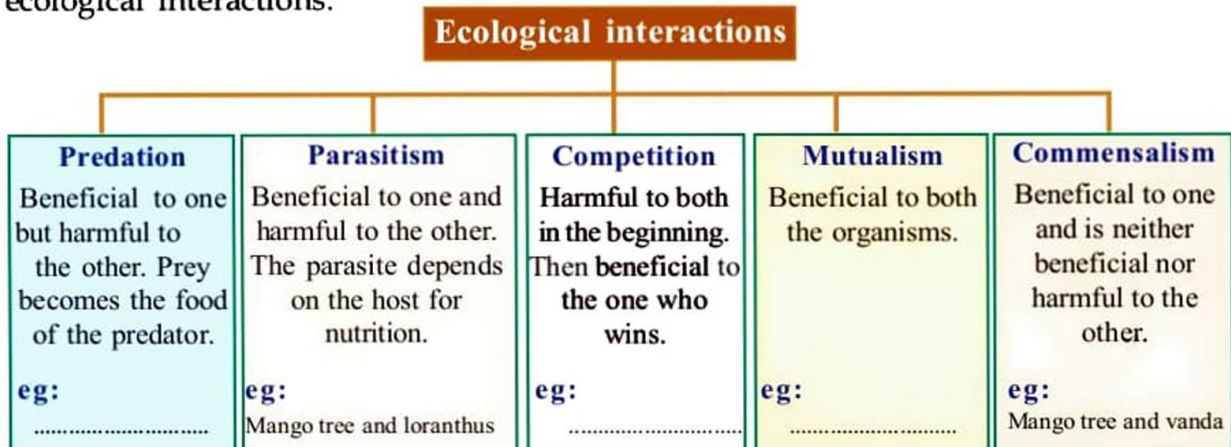 ecological interactions.
Ecological interactions
Predation
Beneficial to one
but harmful to
the other. Prey
becomes the food
of the predator.
eg:
..............................
Parasitism
Beneficial to one and
harmful to the other.
The parasite depends
on the host for
nutrition.
eg:
Mango tree and loranthus
Competition
Harmful to both
in the beginning.
Then beneficial to
the one who
wins.
eg:
..............................
Mutualism
Beneficial to both
the organisms.
eg:
..............................
Commensalism
Beneficial to one
and is neither
beneficial nor
harmful to the
other.
eg:
Mango tree and vanda